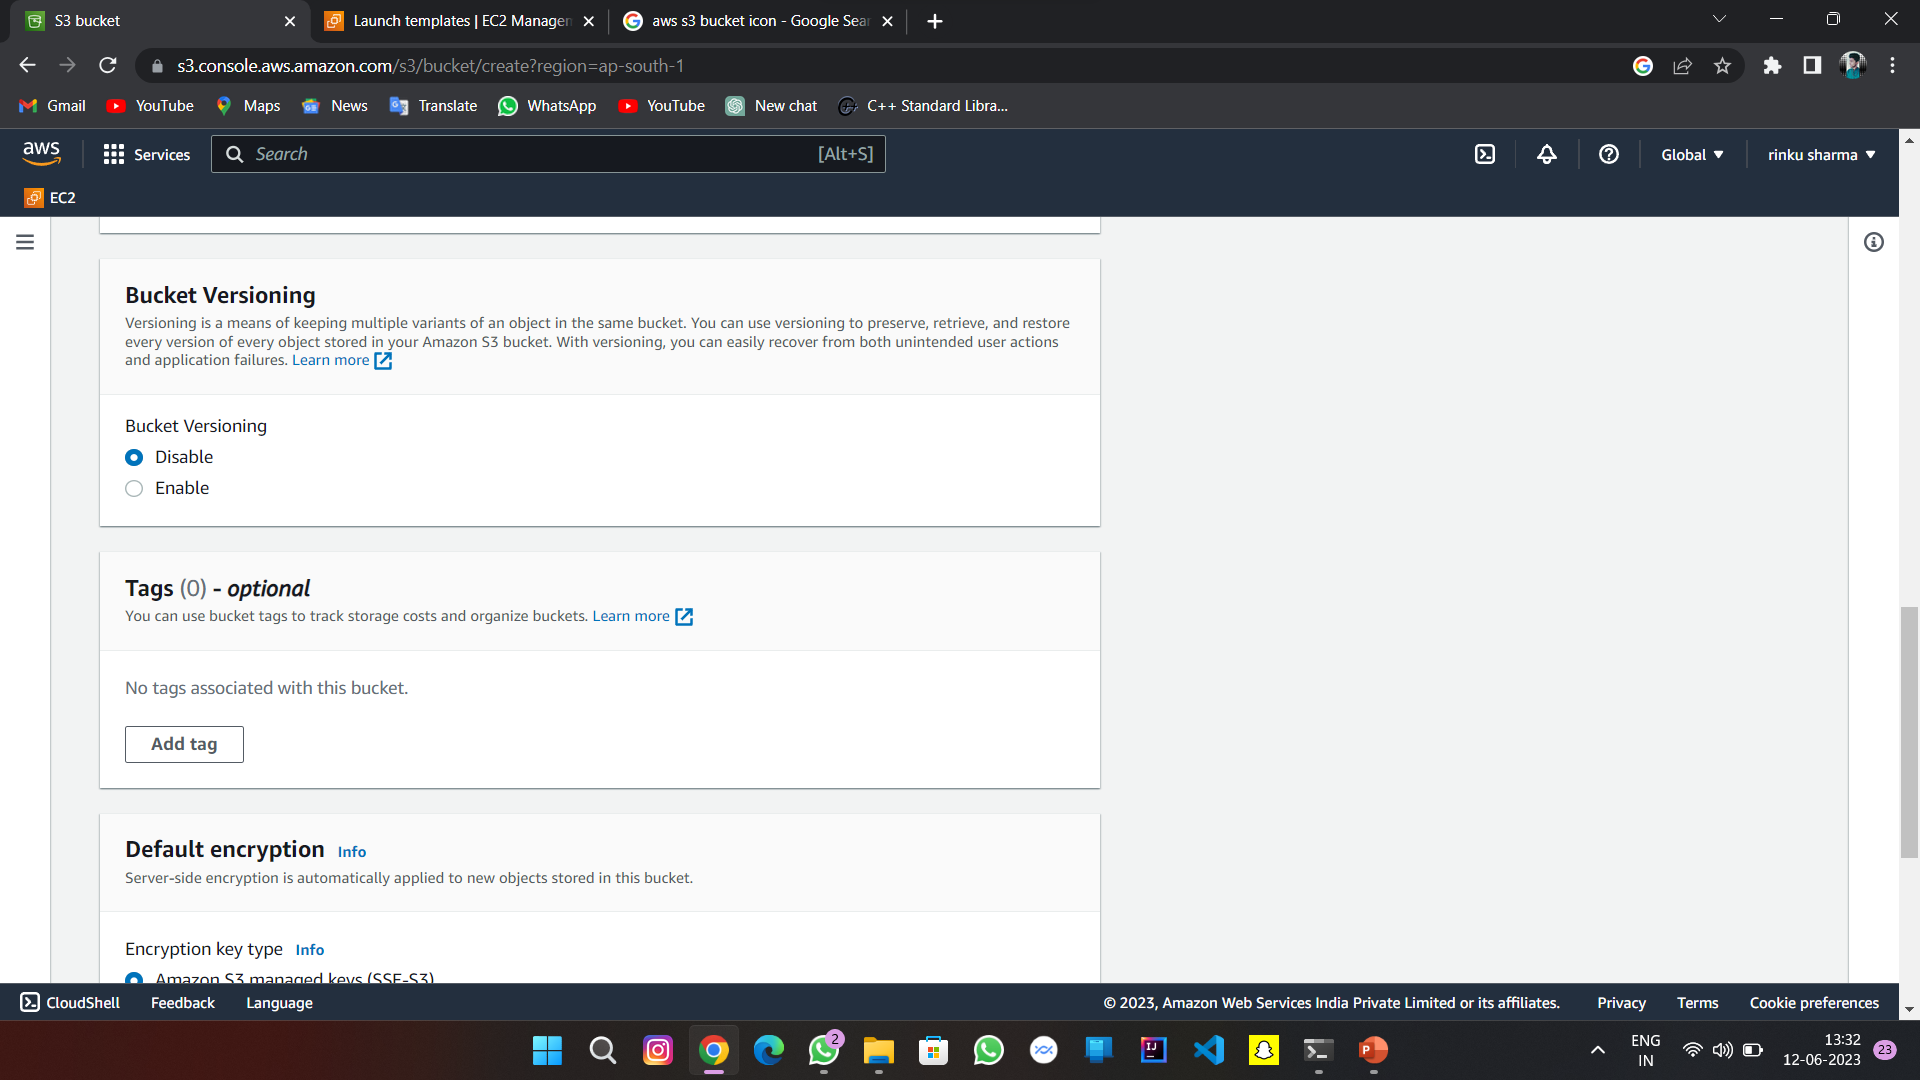 S3 bucket
Launch templates | EC2 Managem
aws s3 bucket icon - Google Sear
s3.console.aws.amazon.com/s3/bucket/create?region=ap-south-1
Gmail YouTube Maps News Translate WhatsApp YouTube New chat C++ Standard Libra...
aws Services Search [Alt+S] Global rinku sharma
EC2
Bucket Versioning
Versioning is a means of keeping multiple variants of an object in the same bucket. You can use versioning to preserve, retrieve, and restore
every version of every object stored in your Amazon S3 bucket. With versioning, you can easily recover from both unintended user actions
and application failures. Learn more
Bucket Versioning
Disable
Enable
Tags (0) - optional
You can use bucket tags to track storage costs and organize buckets. Learn more
No tags associated with this bucket.
Add tag
Default encryption Info
Server-side encryption is automatically applied to new objects stored in this bucket.
Encryption key type Info
Amazon S3 managed keys (SSE-S3)
CloudShell Feedback Language © 2023, Amazon Web Services India Private Limited or its affiliates. Privacy Terms Cookie preferences
2
IJ
P
ENG
IN
13:32
12-06-2023
23